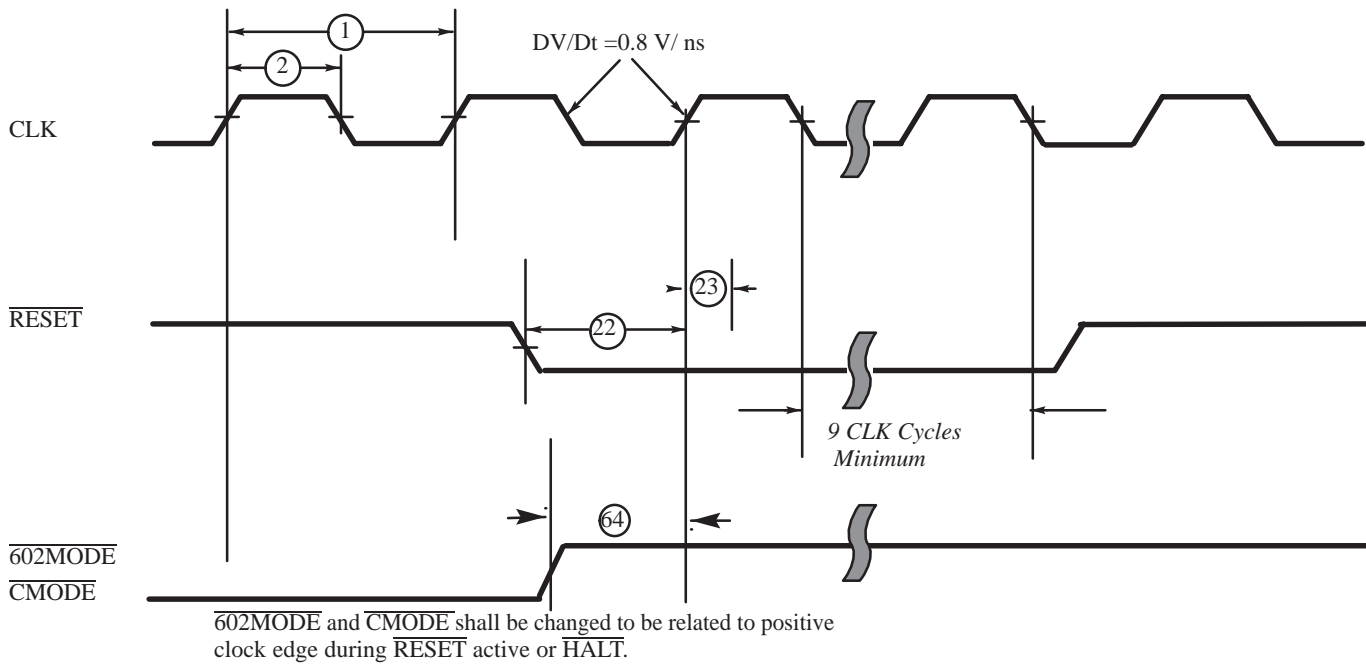 1
2
DV/Dt =0.8 V/ ns
CLK
23
RESET
22
9 CLK Cycles
Minimum
64
602MODE
CMODE
602MODE and CMODE shall be changed to be related to positive
clock edge during RESET active or HALT.